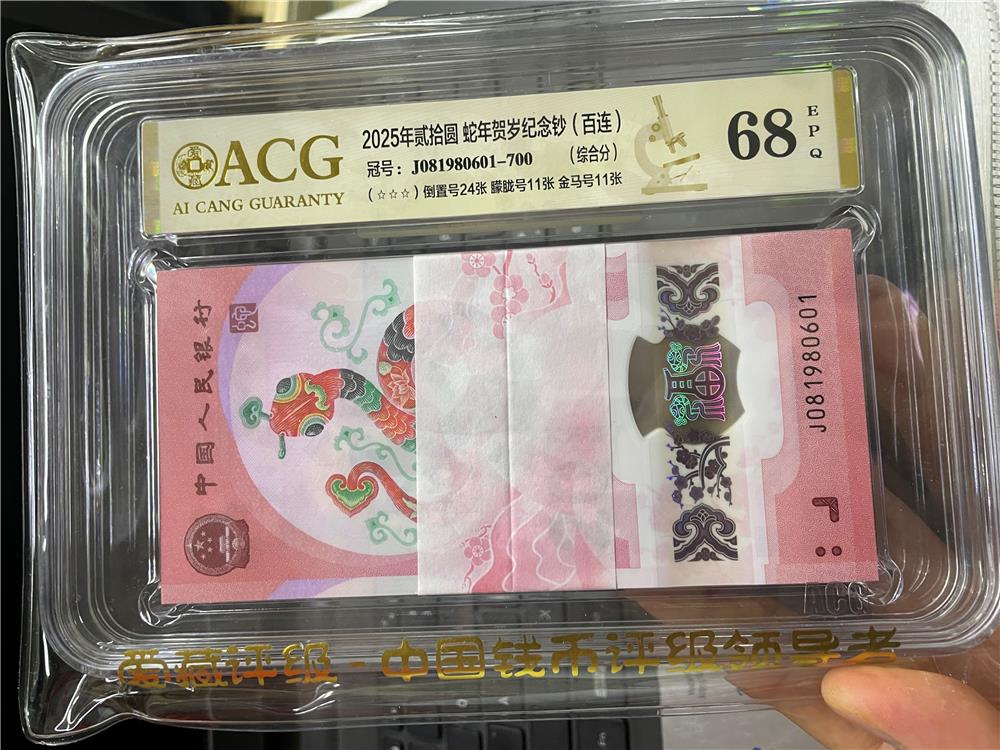 ACG
AI CANG GUARANTY
2025年贰拾圆 蛇年贺岁纪念钞(百连)
冠号:J081980601-700 (综合分)
(☆☆☆)倒置号24张 朦胧号11张 金马号11张
68
EPQ
中国人民银行
蛇
福
J081980601
ACG
爱藏评级·中国钱币评级领导者